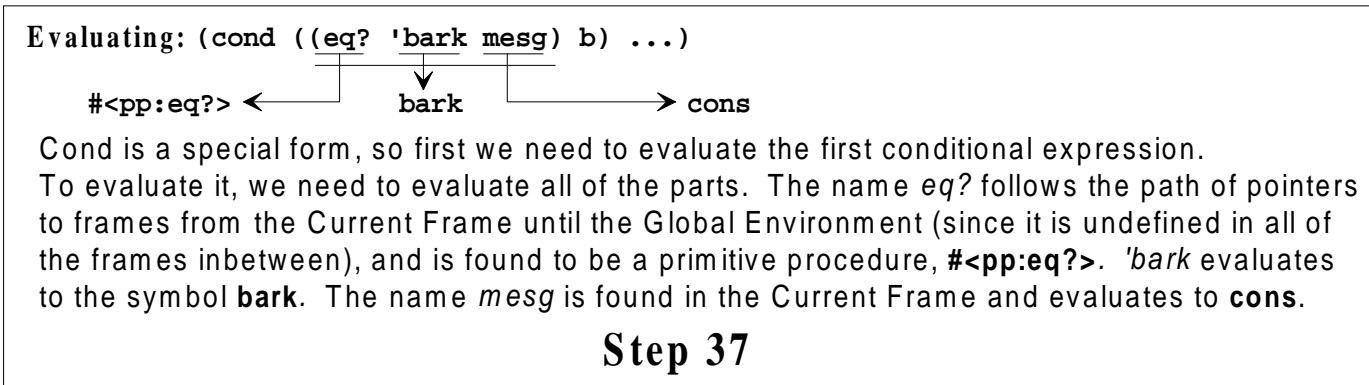 Evaluating: (cond ((eq? 'bark mesg) b) ...)
#<pp:eq?> bark cons
Cond is a special form, so first we need to evaluate the first conditional expression.
To evaluate it, we need to evaluate all of the parts. The name eq? follows the path of pointers
to frames from the Current Frame until the Global Environment (since it is undefined in all of
the frames inbetween), and is found to be a primitive procedure, #<pp:eq?>. 'bark evaluates
to the symbol bark. The name mesg is found in the Current Frame and evaluates to cons.
Step 37